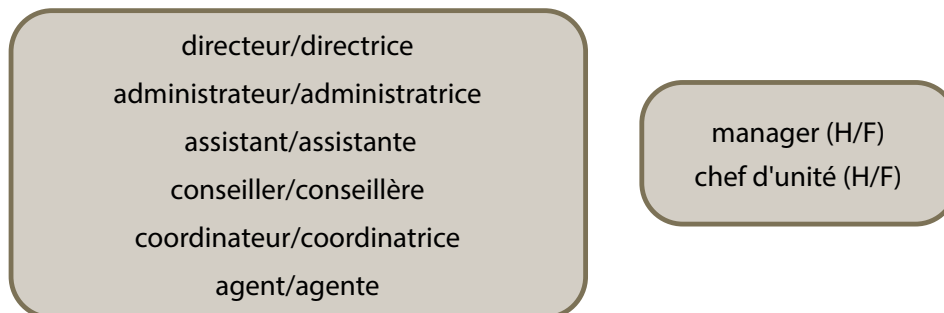 directeur/directrice
administrateur/administratrice
assistant/assistante
conseiller/conseillère
coordinateur/coordinatrice
agent/agente
manager (H/F)
chef d'unité (H/F)